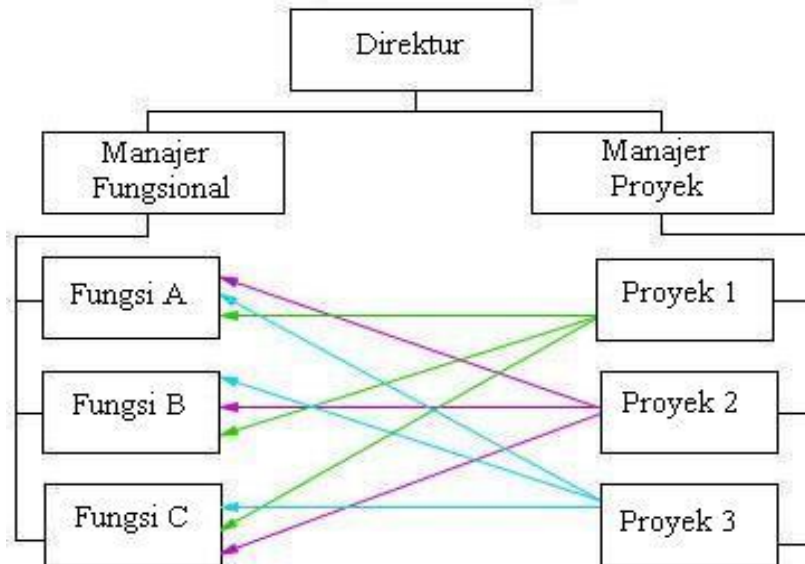 Direktur
Manajer
Fungsional
Manajer
Proyek
Fungsi A
Proyek 1
Fungsi B
Proyek 2
Fungsi C
Proyek 3